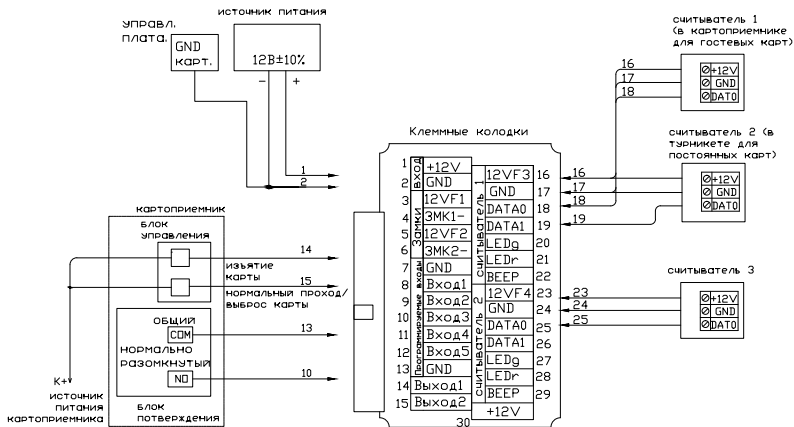 источник питания
УПРАВЛ.
ПЛАТА.
GND
КАРТ.
12В±10%
−
+
считыватель 1
(в картоприемнике
для гостевых карт)
16
17
18
+12V
GND
DAT0
считыватель 2 (в
турникете для
постоянных карт)
16
17
18
19
+12V
GND
DAT0
считыватель 3
23
24
25
+12V
GND
DAT0
1
2
картоприемник
БЛОК
УПРАВЛЕНИЯ
14
изъятие
карты
15
нормальный проход/
выброс карты
ОБЩИЙ
COM
13
НОРМАЛЬНО
РАЗОМКНУТЫЙ
NO
10
БЛОК
ПОТВЕРЖДЕНИЯ
К+
источник
питания
картоприемника
Клеммные колодки
ВХОД
1 +12V
2 GND
Замки
3 12VF1
4 ЗМК1-
5 12VF2
6 ЗМК2-
Программируемые входы
7 GND
8 Вход1
9 Вход2
10 Вход3
11 Вход4
12 Вход5
13 GND
14 Выход1
15 Выход2
считыватель 1
12VF3 16
GND 17
DATA0 18
DATA1 19
LEDg 20
LEDr 21
BEEP 22
считыватель 2
12VF4 23
GND 24
DATA0 25
DATA1 26
LEDg 27
LEDr 28
BEEP 29
+12V
30